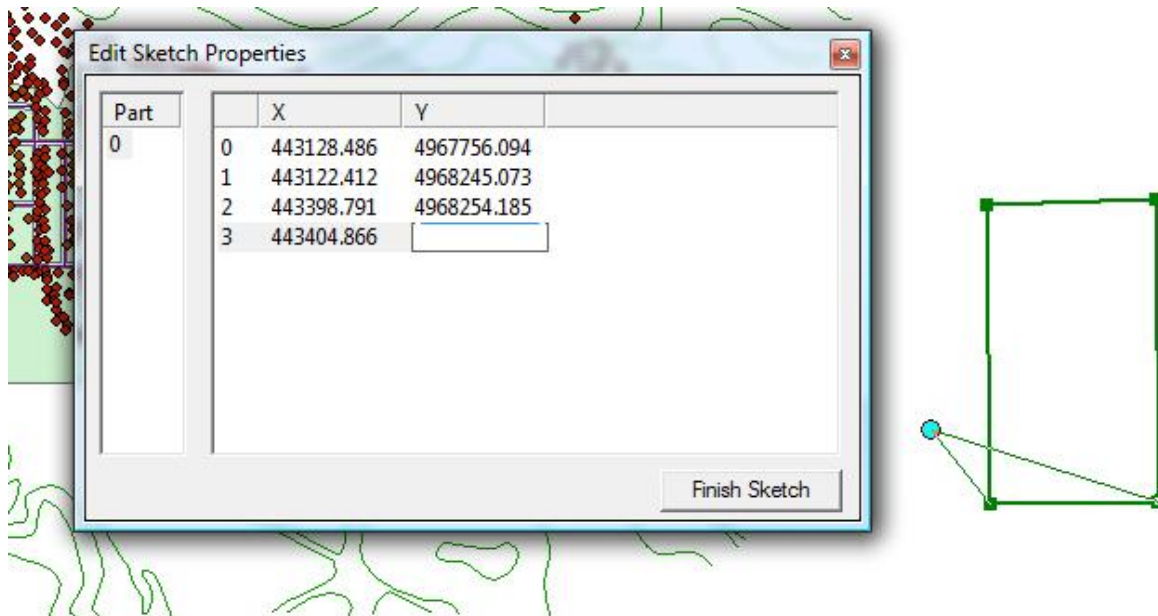 Edit Sketch Properties
Part X Y
0 0 443128.486 4967756.094
1 443122.412 4968245.073
2 443398.791 4968254.185
3 443404.866
Finish Sketch